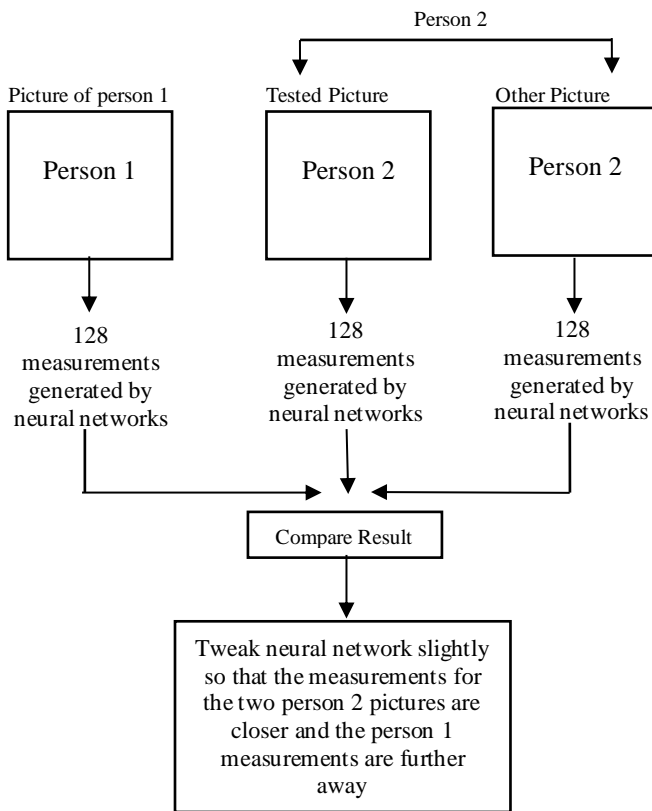 Person 2
Picture of person 1
Tested Picture
Other Picture
Person 1
Person 2
Person 2
128
measurements
generated by
neural networks
128
measurements
generated by
neural networks
128
measurements
generated by
neural networks
Compare Result
Tweak neural network slightly
so that the measurements for
the two person 2 pictures are
closer and the person 1
measurements are further
away